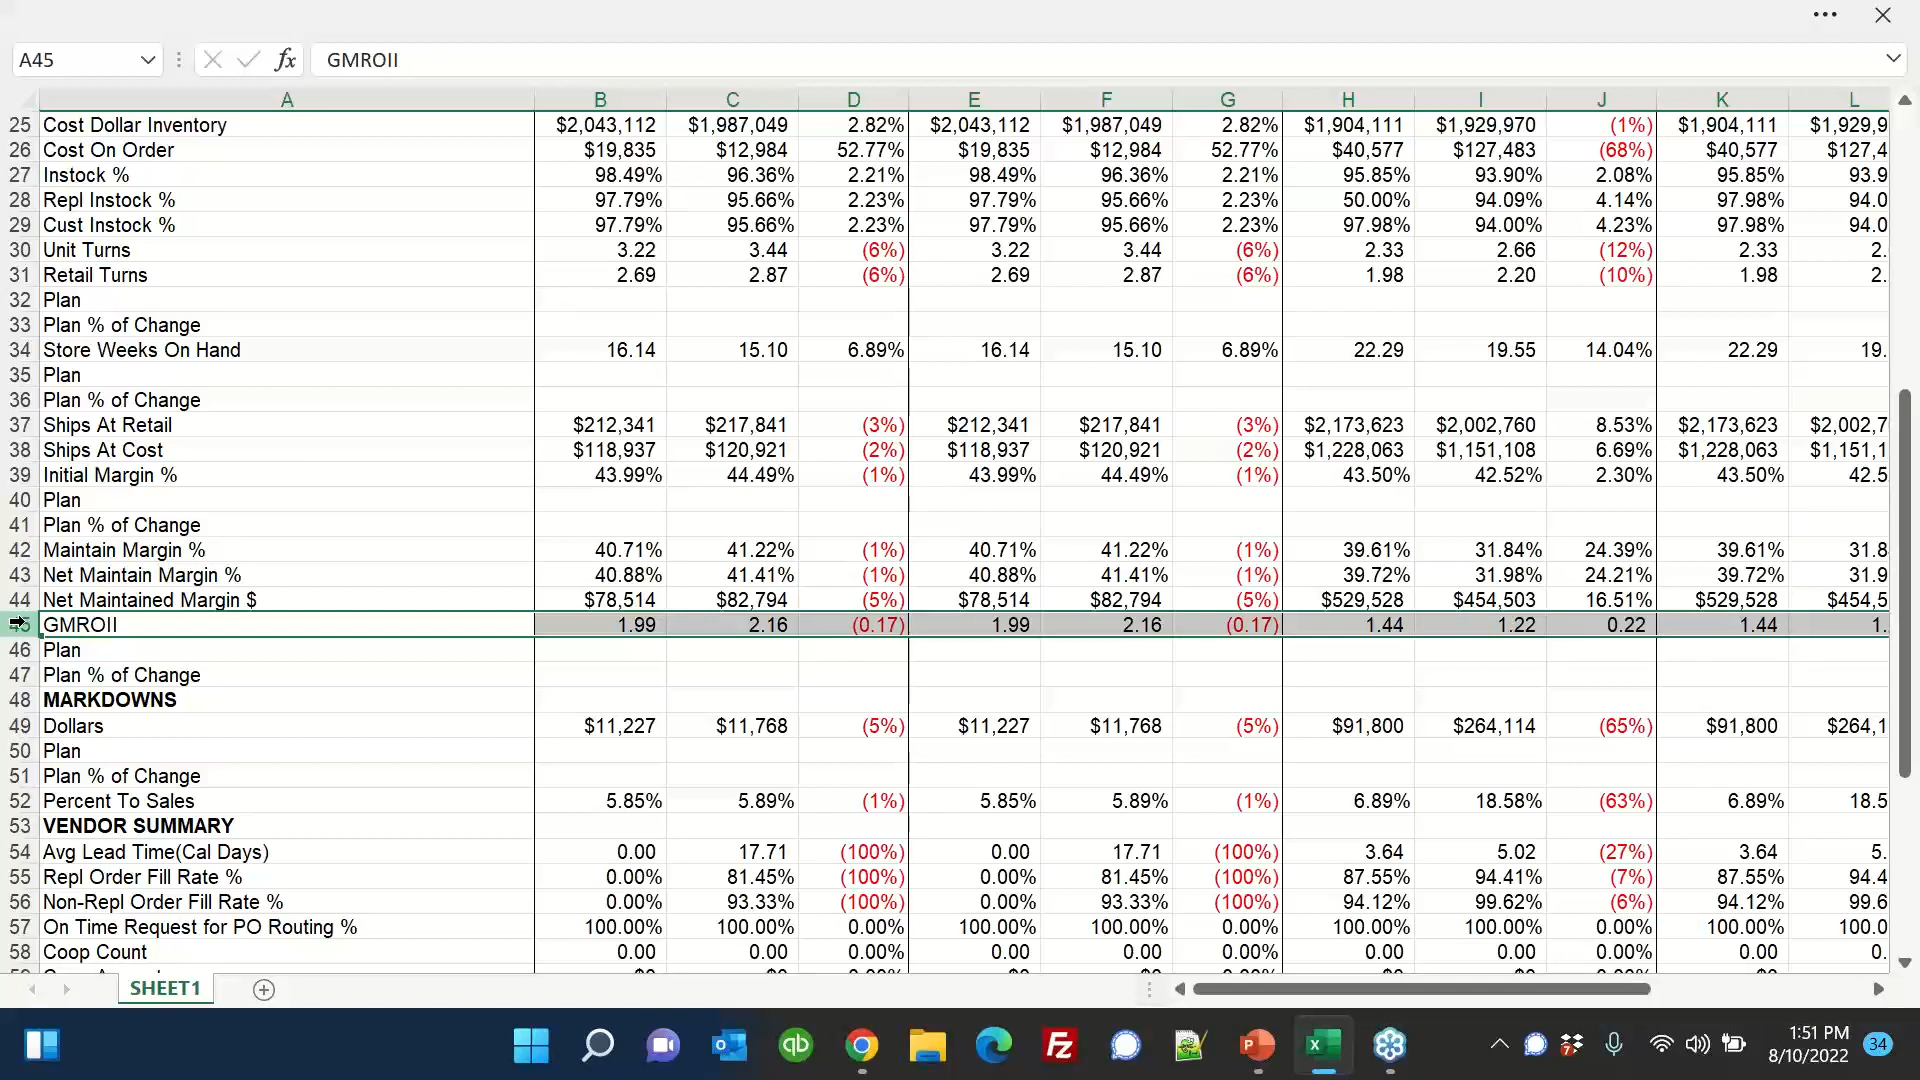 A45 fx GMROII
A B C D E F G H I J K L
25 Cost Dollar Inventory $2,043,112 $1,987,049 2.82% $2,043,112 $1,987,049 2.82% $1,904,111 $1,929,970 (1%) $1,904,111 $1,929,9
26 Cost On Order $19,835 $12,984 52.77% $19,835 $12,984 52.77% $40,577 $127,483 (68%) $40,577 $127,4
27 Instock % 98.49% 96.36% 2.21% 98.49% 96.36% 2.21% 95.85% 93.90% 2.08% 95.85% 93.9
28 Repl Instock % 97.79% 95.66% 2.23% 97.79% 95.66% 2.23% 50.00% 94.09% 4.14% 97.98% 94.0
29 Cust Instock % 97.79% 95.66% 2.23% 97.79% 95.66% 2.23% 97.98% 94.00% 4.23% 97.98% 94.0
30 Unit Turns 3.22 3.44 (6%) 3.22 3.44 (6%) 2.33 2.66 (12%) 2.33 2.
31 Retail Turns 2.69 2.87 (6%) 2.69 2.87 (6%) 1.98 2.20 (10%) 1.98 2.
32 Plan
33 Plan % of Change
34 Store Weeks On Hand 16.14 15.10 6.89% 16.14 15.10 6.89% 22.29 19.55 14.04% 22.29 19.
35 Plan
36 Plan % of Change
37 Ships At Retail $212,341 $217,841 (3%) $212,341 $217,841 (3%) $2,173,623 $2,002,760 8.53% $2,173,623 $2,002,7
38 Ships At Cost $118,937 $120,921 (2%) $118,937 $120,921 (2%) $1,228,063 $1,151,108 6.69% $1,228,063 $1,151,1
39 Initial Margin % 43.99% 44.49% (1%) 43.99% 44.49% (1%) 43.50% 42.52% 2.30% 43.50% 42.5
40 Plan
41 Plan % of Change
42 Maintain Margin % 40.71% 41.22% (1%) 40.71% 41.22% (1%) 39.61% 31.84% 24.39% 39.61% 31.8
43 Net Maintain Margin % 40.88% 41.41% (1%) 40.88% 41.41% (1%) 39.72% 31.98% 24.21% 39.72% 31.9
44 Net Maintained Margin $ $78,514 $82,794 (5%) $78,514 $82,794 (5%) $529,528 $454,503 16.51% $529,528 $454,5
45 GMROII 1.99 2.16 (0.17) 1.99 2.16 (0.17) 1.44 1.22 0.22 1.44 1.
46 Plan
47 Plan % of Change
48 MARKDOWNS
49 Dollars $11,227 $11,768 (5%) $11,227 $11,768 (5%) $91,800 $264,114 (65%) $91,800 $264,1
50 Plan
51 Plan % of Change
52 Percent To Sales 5.85% 5.89% (1%) 5.85% 5.89% (1%) 6.89% 18.58% (63%) 6.89% 18.5
53 VENDOR SUMMARY
54 Avg Lead Time(Cal Days) 0.00 17.71 (100%) 0.00 17.71 (100%) 3.64 5.02 (27%) 3.64 5.
55 Repl Order Fill Rate % 0.00% 81.45% (100%) 0.00% 81.45% (100%) 87.55% 94.41% (7%) 87.55% 94.4
56 Non-Repl Order Fill Rate % 0.00% 93.33% (100%) 0.00% 93.33% (100%) 94.12% 99.62% (6%) 94.12% 99.6
57 On Time Request for PO Routing % 100.00% 100.00% 0.00% 100.00% 100.00% 0.00% 100.00% 100.00% 0.00% 100.00% 100.0
58 Coop Count 0.00 0.00 0.00% 0.00 0.00 0.00% 0.00 0.00 0.00% 0.00 0.
SHEET1
1:51 PM
8/10/2022
34